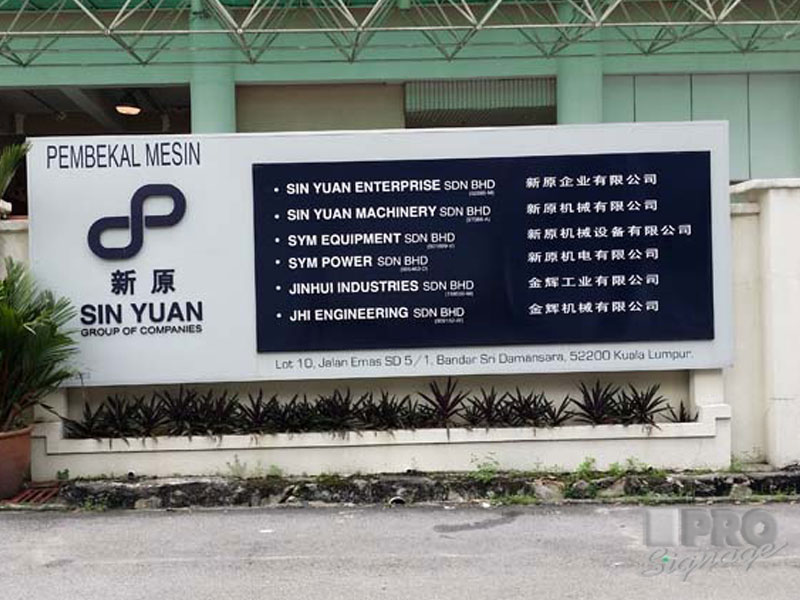 PEMBEKAL MESIN
新原
SIN YUAN
GROUP OF COMPANIES
SIN YUAN ENTERPRISE SDN BHD 新原企业有限公司
SIN YUAN MACHINERY SDN BHD 新原机械有限公司
SYM EQUIPMENT SDN BHD 新原机械设备有限公司
SYM POWER SDN BHD 新原机电有限公司
JINHUI INDUSTRIES SDN BHD 金辉工业有限公司
JHI ENGINEERING SDN BHD 金辉机械有限公司
Lot 10, Jalan Emas SD 5/1, Bandar Sri Damansara, 52200 Kuala Lumpur.
PRO
Signage